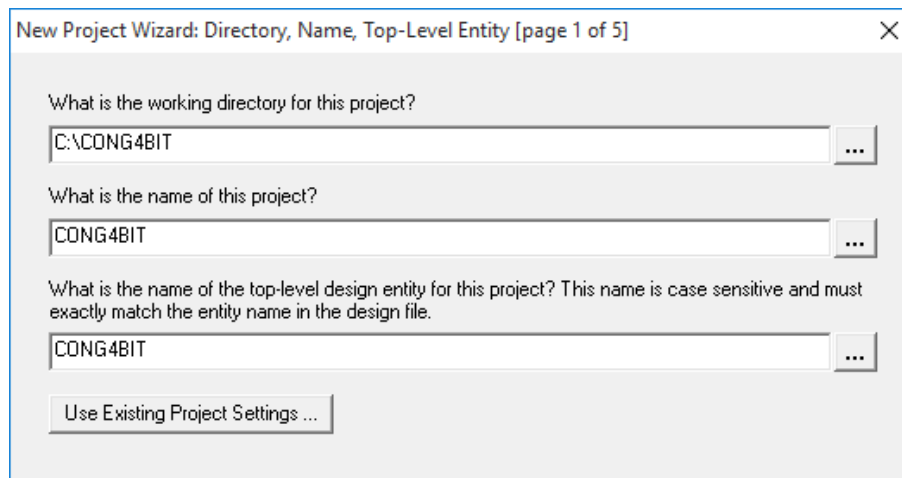 New Project Wizard: Directory, Name, Top-Level Entity [page 1 of 5]
What is the working directory for this project?
C:\CONG4BIT
...
What is the name of this project?
CONG4BIT
...
What is the name of the top-level design entity for this project? This name is case sensitive and must
exactly match the entity name in the design file.
CONG4BIT
...
Use Existing Project Settings ...